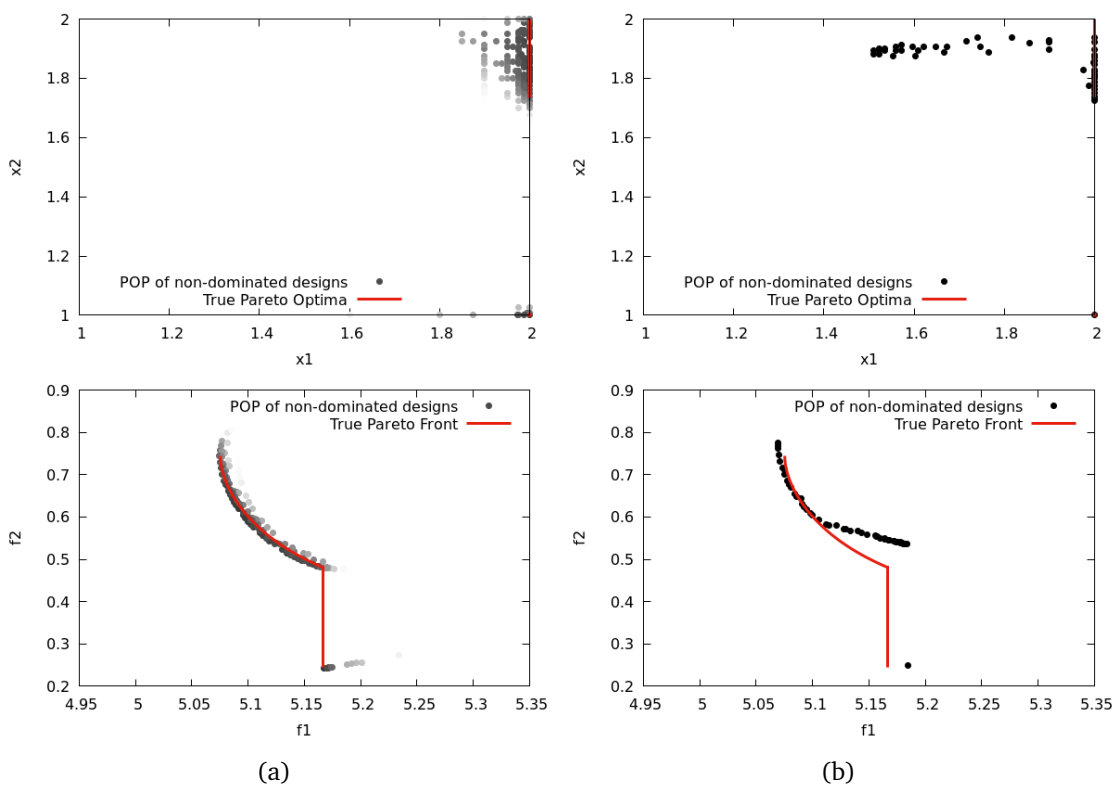 2
1.8
1.6
1.4
1.2
1
x2
POP of non-dominated designs
True Pareto Optima
1 1.2 1.4 1.6 1.8 2
x1
2
1.8
1.6
1.4
1.2
1
x2
POP of non-dominated designs
True Pareto Optima
1 1.2 1.4 1.6 1.8 2
x1
0.9
0.8
0.7
0.6
0.5
0.4
0.3
0.2
f2
POP of non-dominated designs
True Pareto Front
4.95 5 5.05 5.1 5.15 5.2 5.25 5.3 5.35
f1
(a)
0.9
0.8
0.7
0.6
0.5
0.4
0.3
0.2
f2
POP of non-dominated designs
True Pareto Front
4.95 5 5.05 5.1 5.15 5.2 5.25 5.3 5.35
f1
(b)